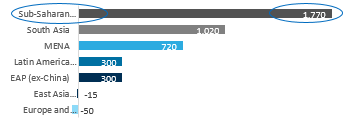 Sub-Saharan... 1,770
South Asia 1,020
MENA 720
Latin America... 300
EAP (ex-China) 300
East Asia... -15
Europe and... -50